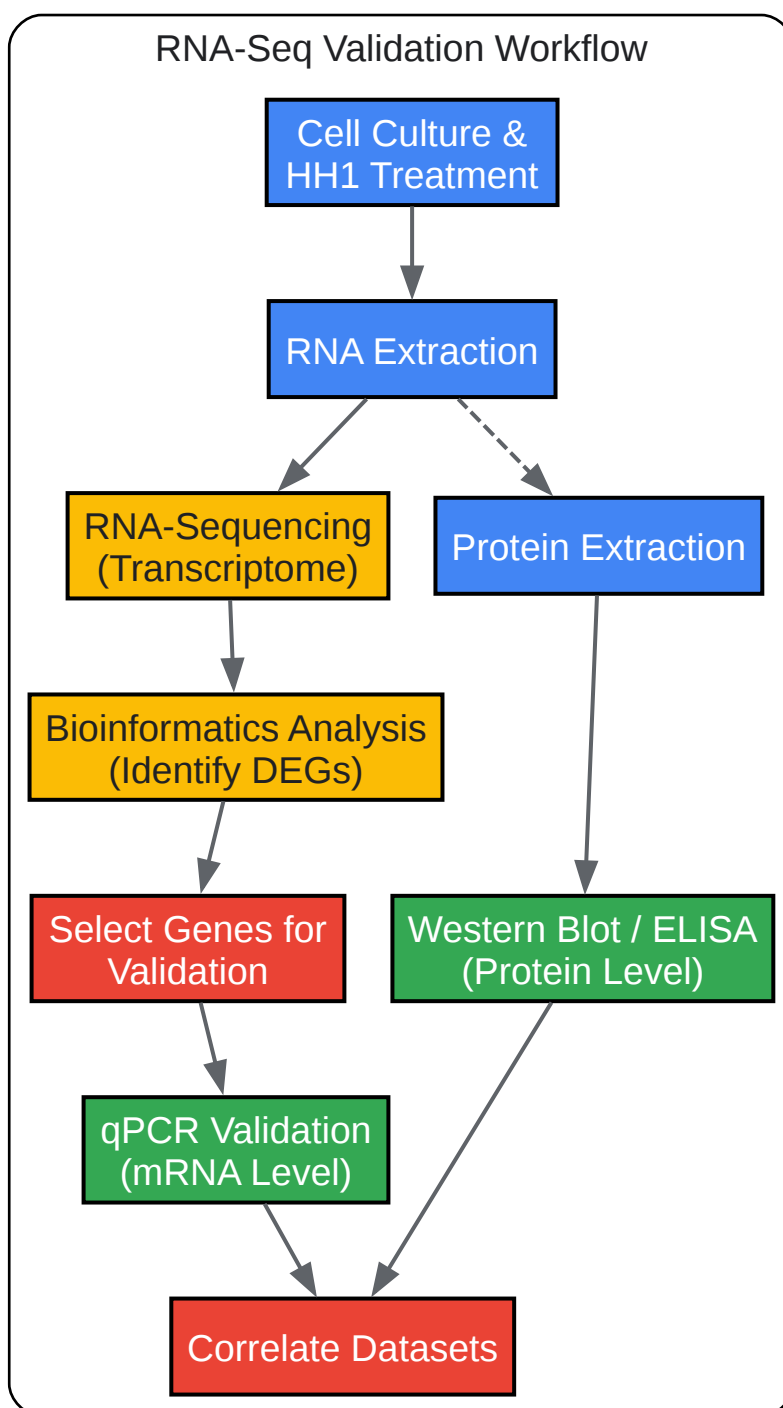 RNA-Seq Validation Workflow
Cell Culture &
HH1 Treatment
RNA Extraction
RNA-Sequencing
(Transcriptome)
Protein Extraction
Bioinformatics Analysis
(Identify DEGs)
Select Genes for
Validation
Western Blot / ELISA
(Protein Level)
qPCR Validation
(mRNA Level)
Correlate Datasets